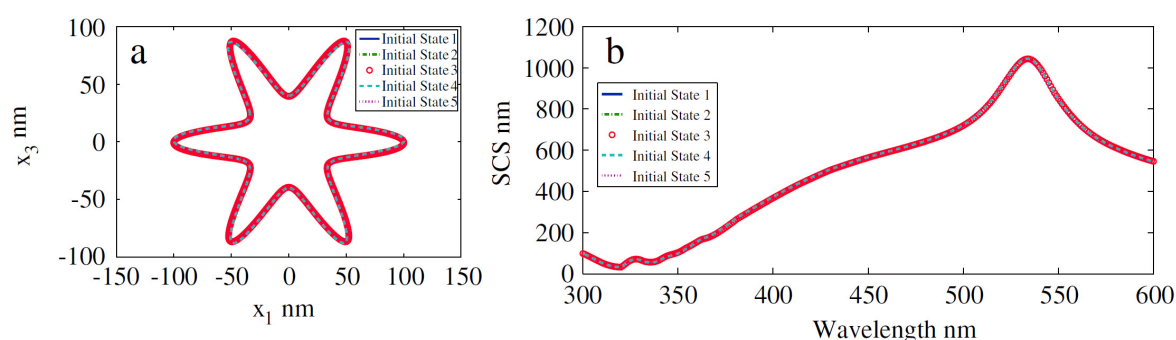 a
Initial State 1
Initial State 2
Initial State 3
Initial State 4
Initial State 5
100
50
0
-50
-100
x3 nm
-150
-100
-50
0
50
100
150
x1 nm
b
Initial State 1
Initial State 2
Initial State 3
Initial State 4
Initial State 5
1200
1000
800
600
400
200
0
SCS nm
300
350
400
450
500
550
600
Wavelength nm